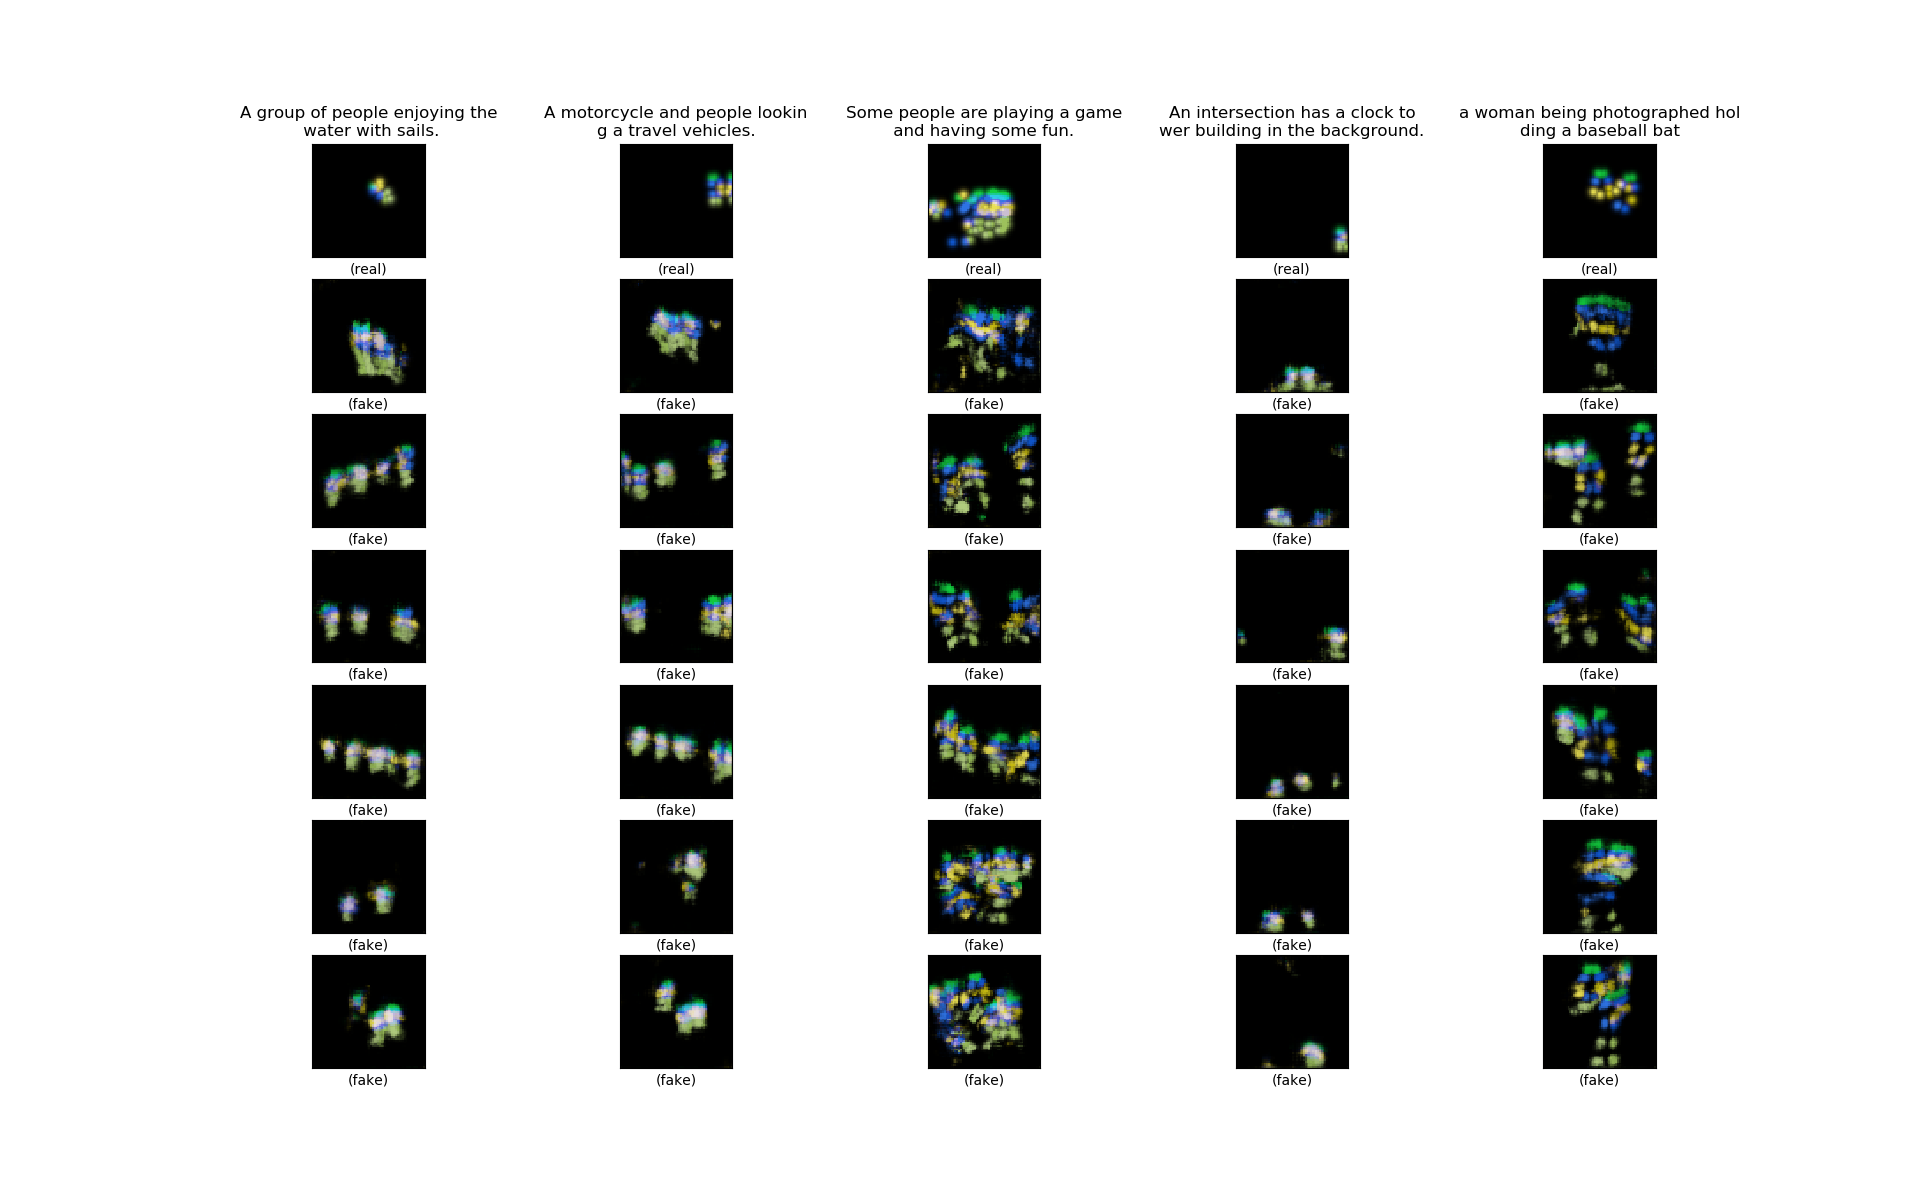 A group of people enjoying the
water with sails.
A motorcycle and people lookin
g a travel vehicles.
Some people are playing a game
and having some fun.
An intersection has a clock to
wer building in the background.
a woman being photographed hol
ding a baseball bat
(real) (real) (real) (real) (real)
(fake) (fake) (fake) (fake) (fake)
(fake) (fake) (fake) (fake) (fake)
(fake) (fake) (fake) (fake) (fake)
(fake) (fake) (fake) (fake) (fake)
(fake) (fake) (fake) (fake) (fake)
(fake) (fake) (fake) (fake) (fake)